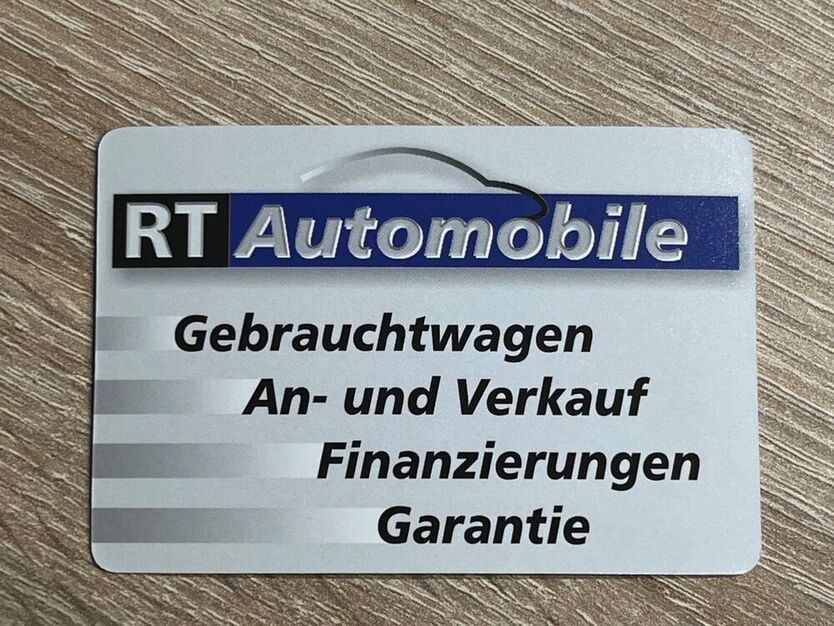 RT Automobile
Gebrauchtwagen
An- und Verkauf
Finanzierungen
Garantie